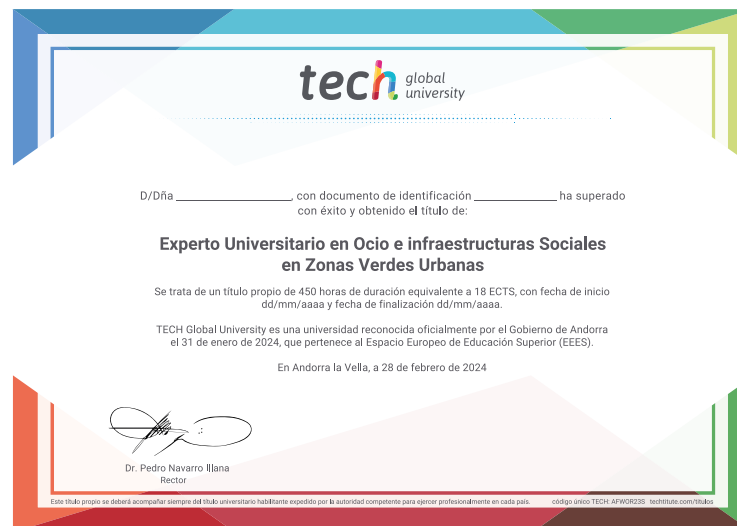 tech global university
D/Dña ____________________, con documento de identificación ______________ ha superado
con éxito y obtenido el título de:
Experto Universitario en Ocio e infraestructuras Sociales
en Zonas Verdes Urbanas
Se trata de un título propio de 450 horas de duración equivalente a 18 ECTS, con fecha de inicio
dd/mm/aaaa y fecha de finalización dd/mm/aaaa.
TECH Global University es una universidad reconocida oficialmente por el Gobierno de Andorra
el 31 de enero de 2024, que pertenece al Espacio Europeo de Educación Superior (EEES).
En Andorra la Vella, a 28 de febrero de 2024
Dr. Pedro Navarro Illana
Rector
Este título propio se deberá acompañar siempre del título universitario habilitante expedido por la autoridad competente para ejercer profesionalmente en cada país. código único TECH: AFWOR23S techtitute.com/titulos